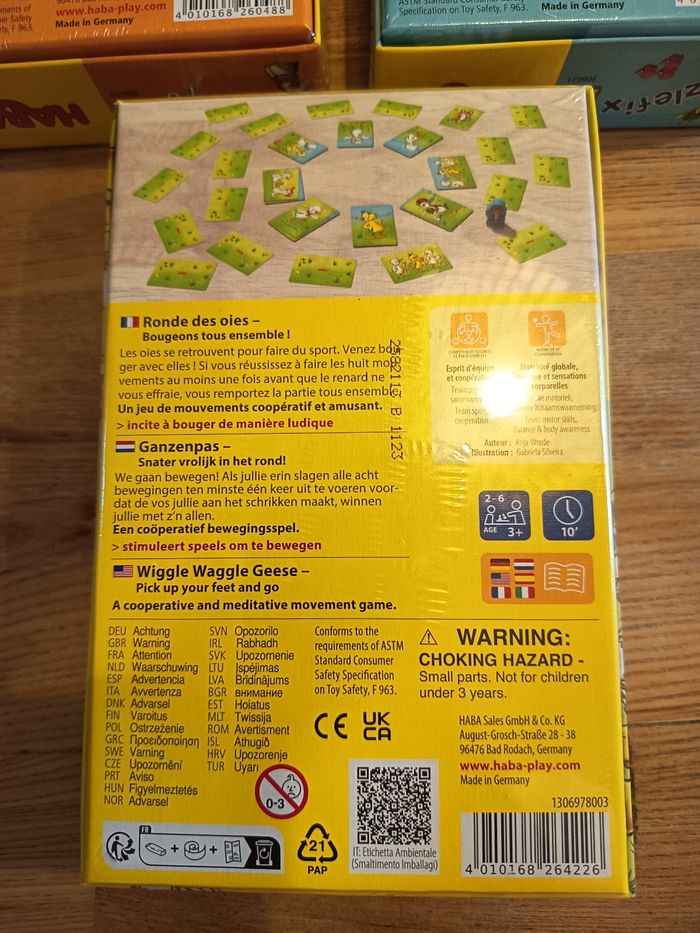 www.haba-play.com
Made in Germany
4 010168 260488
ASTM Standard Consumer Safety
Specification on Toy Safety, F 963.
Made in Germany
HABA
Ronde des oies –
Bougeons tous ensemble !
Les oies se retrouvent pour faire du sport. Venez bou-
ger avec elles ! Si vous réussissez à faire les huit mou-
vements au moins une fois avant que le renard ne
vous effraie, vous remportez la partie tous ensemble.
Un jeu de mouvements coopératif et amusant.
> incite à bouger de manière ludique
Ganzenpas –
Snater vrolijk in het rond!
We gaan bewegen! Als jullie erin slagen alle acht
bewegingen ten minste één keer uit te voeren voor-
dat de vos jullie aan het schrikken maakt, winnen
jullie met z’n allen.
Een coöperatief bewegingsspel.
> stimuleert speels om te bewegen
Wiggle Waggle Geese –
Pick up your feet and go
A cooperative and meditative movement game.
Esprit d'équipe
et coopération
Team
cooperation
Mobilité globale,
et sensations
corporelles
motoriek,
lichaamswaarneming
Gross motor skills,
Balance & body awareness
Auteur : Anja Wrede
Illustration : Gabriela Silveira
2-6
AGE 3+
10'
DEU Achtung
GBR Warning
FRA Attention
NLD Waarschuwing
ESP Advertencia
ITA Avvertenza
DNK Advarsel
FIN Varoitus
POL Ostrzeżenie
GRC Προειδοποίηση
SWE Varning
CZE Upozornění
PRT Aviso
HUN Figyelmeztetés
NOR Advarsel
SVN Opozorilo
IRL Rabhadh
SVK Upozornenie
LTU Įspėjimas
LVA Brīdinājums
BGR внимание
EST Hoiatus
MLT Twissija
ROM Avertisment
ISL Athugið
HRV Upozorenje
TUR Uyarı
0-3
Conforms to the
requirements of ASTM
Standard Consumer
Safety Specification
on Toy Safety, F 963.
CE UK CA
WARNING:
CHOKING HAZARD -
Small parts. Not for children
under 3 years.
HABA Sales GmbH & Co. KG
August-Grosch-Straße 28 - 38
96476 Bad Rodach, Germany
www.haba-play.com
Made in Germany
1306978003
4 010168 264226
FR
21
PAP
IT: Etichetta Ambientale
(Smaltimento Imballagi)